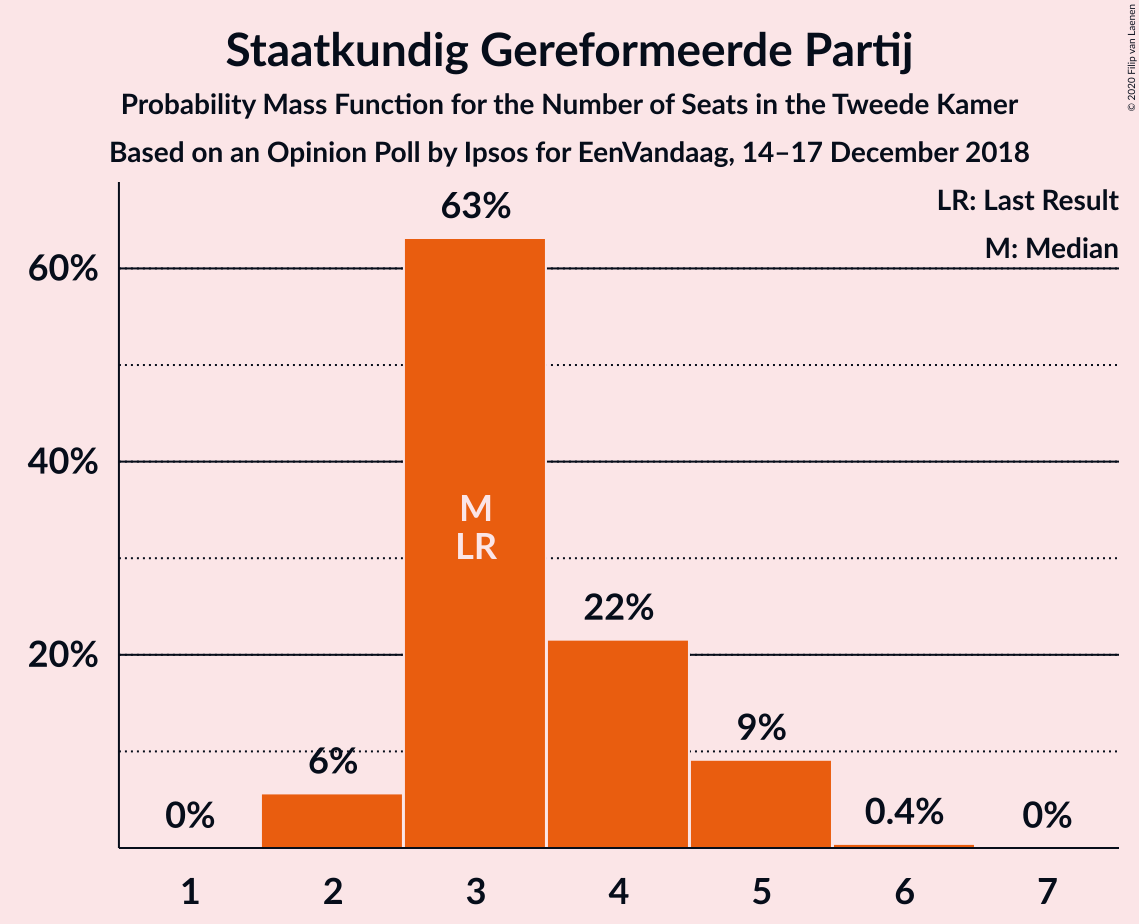 Staatkundig Gereformeerde Partij
Probability Mass Function for the Number of Seats in the Tweede Kamer
Based on an Opinion Poll by Ipsos for EenVandaag, 14–17 December 2018
© 2020 Filip van Laenen
LR: Last Result
M: Median
63%
60%
40%
M
LR
22%
20%
9%
6%
0%
0.4%
0%
1 2 3 4 5 6 7